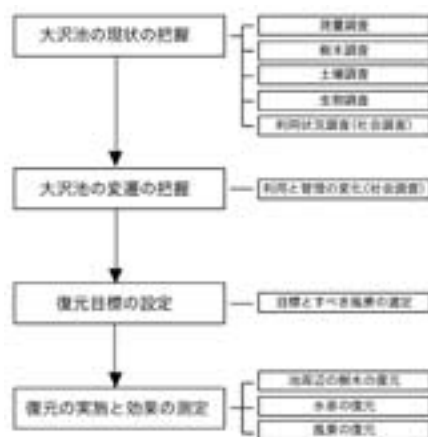 大沢池の現状の把握
測量調査
樹木調査
土壌調査
生物調査
利用状況調査(社会調査)
大沢池の変遷の把握
利用と管理の変化(社会調査)
復元目標の設定
目標とすべき風景の選定
復元の実施と効果の測定
池周辺の樹木の復元
水系の復元
風景の復元